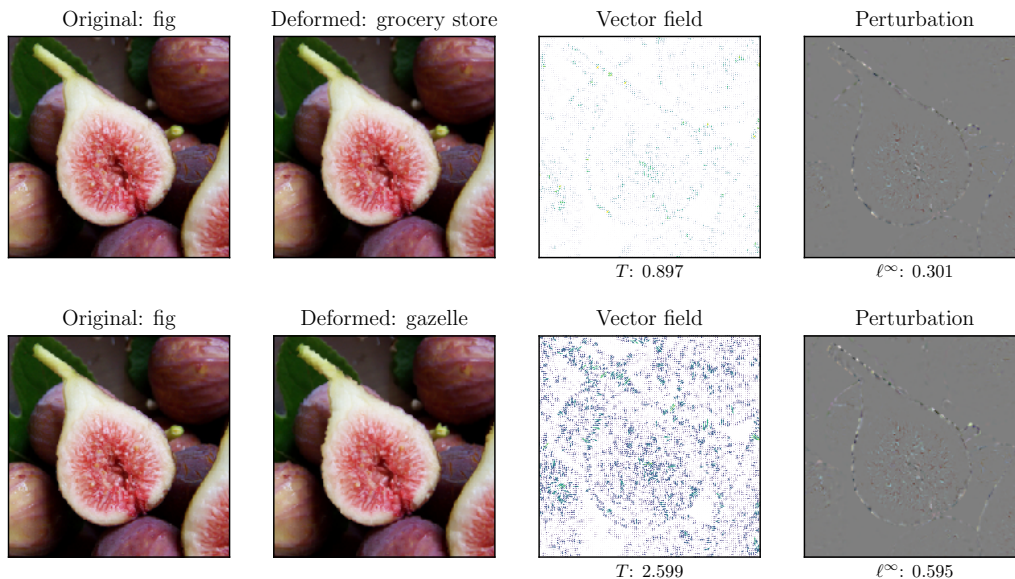 Original: fig
Deformed: grocery store
Vector field
Perturbation
T: 0.897
ℓ∞: 0.301
Original: fig
Deformed: gazelle
Vector field
Perturbation
T: 2.599
ℓ∞: 0.595